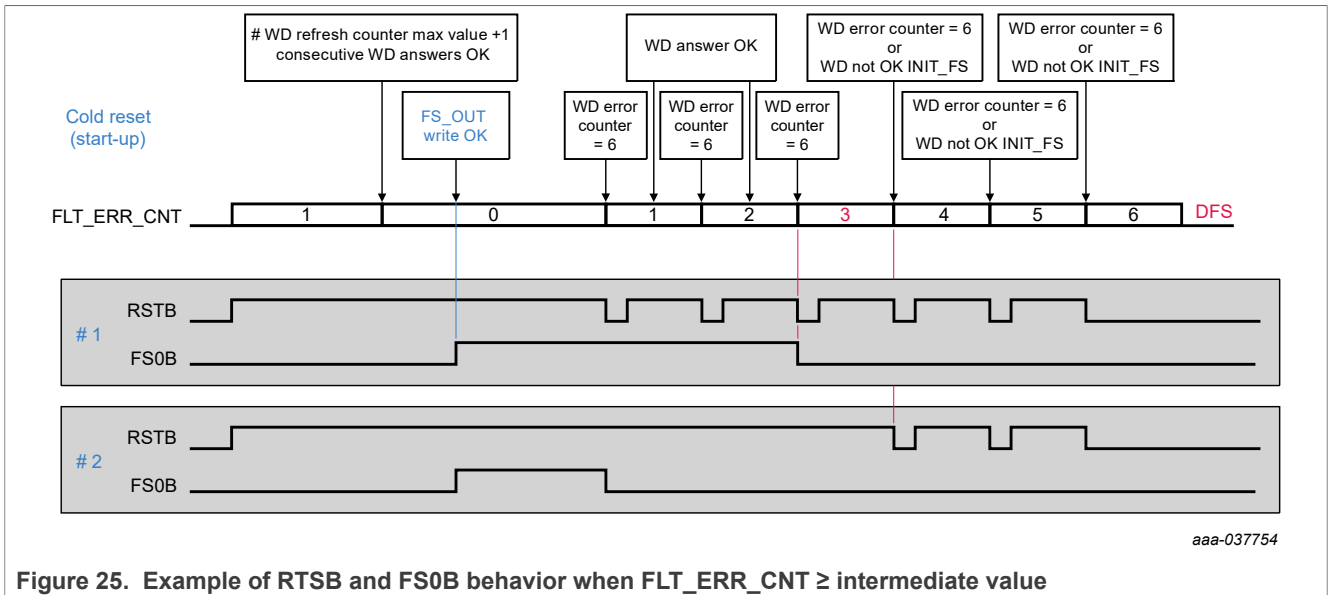 # WD refresh counter max value +1
consecutive WD answers OK
WD answer OK
WD error counter = 6
or
WD not OK INIT_FS
WD error counter = 6
or
WD not OK INIT_FS
Cold reset
(start-up)
FS_OUT
write OK
WD error
counter
= 6
WD error
counter
= 6
WD error
counter
= 6
WD error counter = 6
or
WD not OK INIT_FS
FLT_ERR_CNT 1 0 1 2 3 4 5 6 DFS
# 1
RSTB
FS0B
# 2
RSTB
FS0B
aaa-037754
Figure 25. Example of RTSB and FS0B behavior when FLT_ERR_CNT ≥ intermediate value